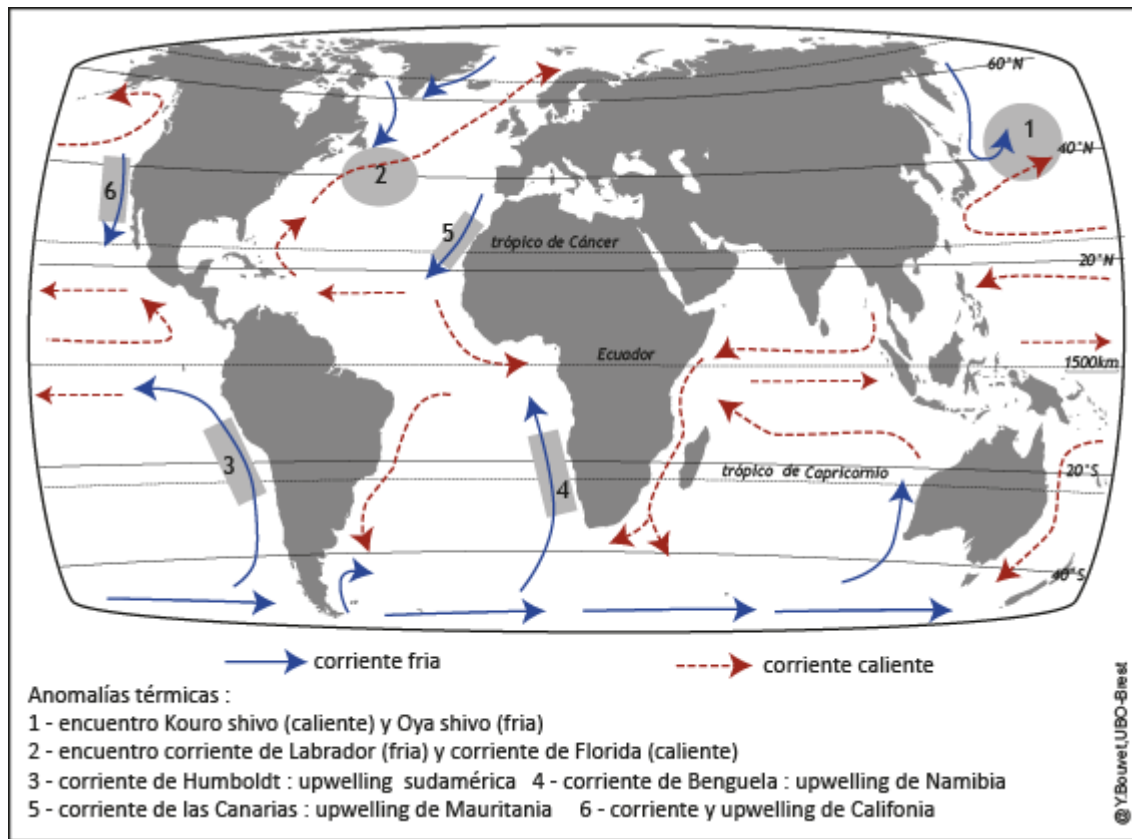 60°N
1
40°N
2
6
5
trópico de Cáncer
20°N
Ecuador
1500km
3
trópico de Capricornio
20°S
4
40°S
corriente fria
corriente caliente
Anomalías térmicas :
1 - encuentro Kouro shivo (caliente) y Oya shivo (fria)
2 - encuentro corriente de Labrador (fria) y corriente de Florida (caliente)
3 - corriente de Humboldt : upwelling sudamérica 4 - corriente de Benguela : upwelling de Namibia
5 - corriente de las Canarias : upwelling de Mauritania 6 - corriente y upwelling de Califonia
@Y.Bouvet,UBO-Brest